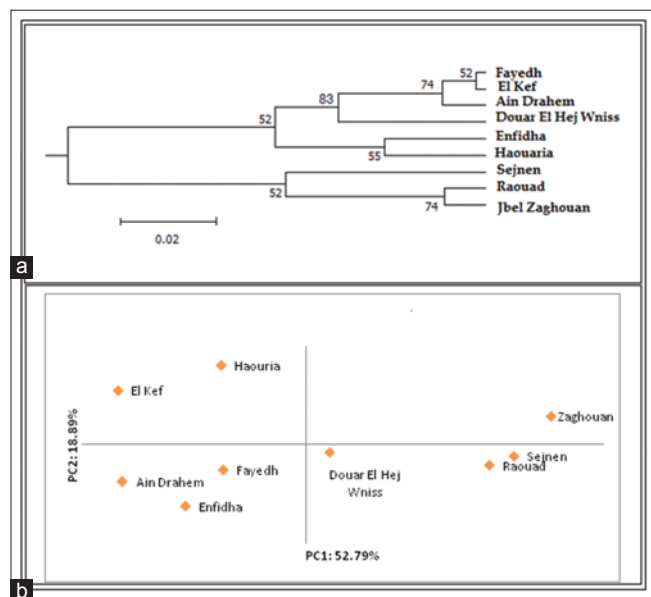 52
Fayedh
El Kef
74
Ain Drahem
83
Douar El Hej Wniss
52
Enfidha
55
Haouaria
Sejnen
52
Raouad
74
Jbel Zaghouan
0.02
a
Haouria
El Kef
Zaghouan
PC2: 18.89%
Fayedh
Douar El Hej
Wniss
Sejnen
Raouad
Ain Drahem
Enfidha
PC1: 52.79%
b